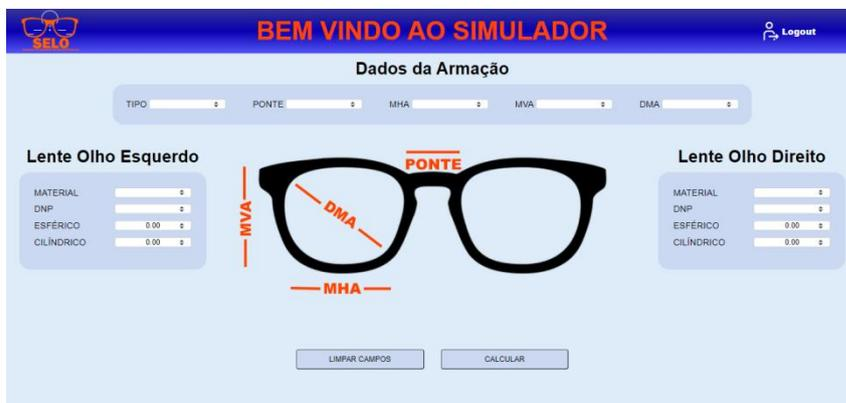 SELO
BEM VINDO AO SIMULADOR
Logout
Dados da Armação
TIPO PONTE MHA MVA DMA
Lente Olho Esquerdo
MATERIAL
DNP
ESFÉRICO 0.00
CILÍNDRICO 0.00
PONTE
MVA
DMA
MHA
Lente Olho Direito
MATERIAL
DNP
ESFÉRICO 0.00
CILÍNDRICO 0.00
LIMPAR CAMPOS
CALCULAR